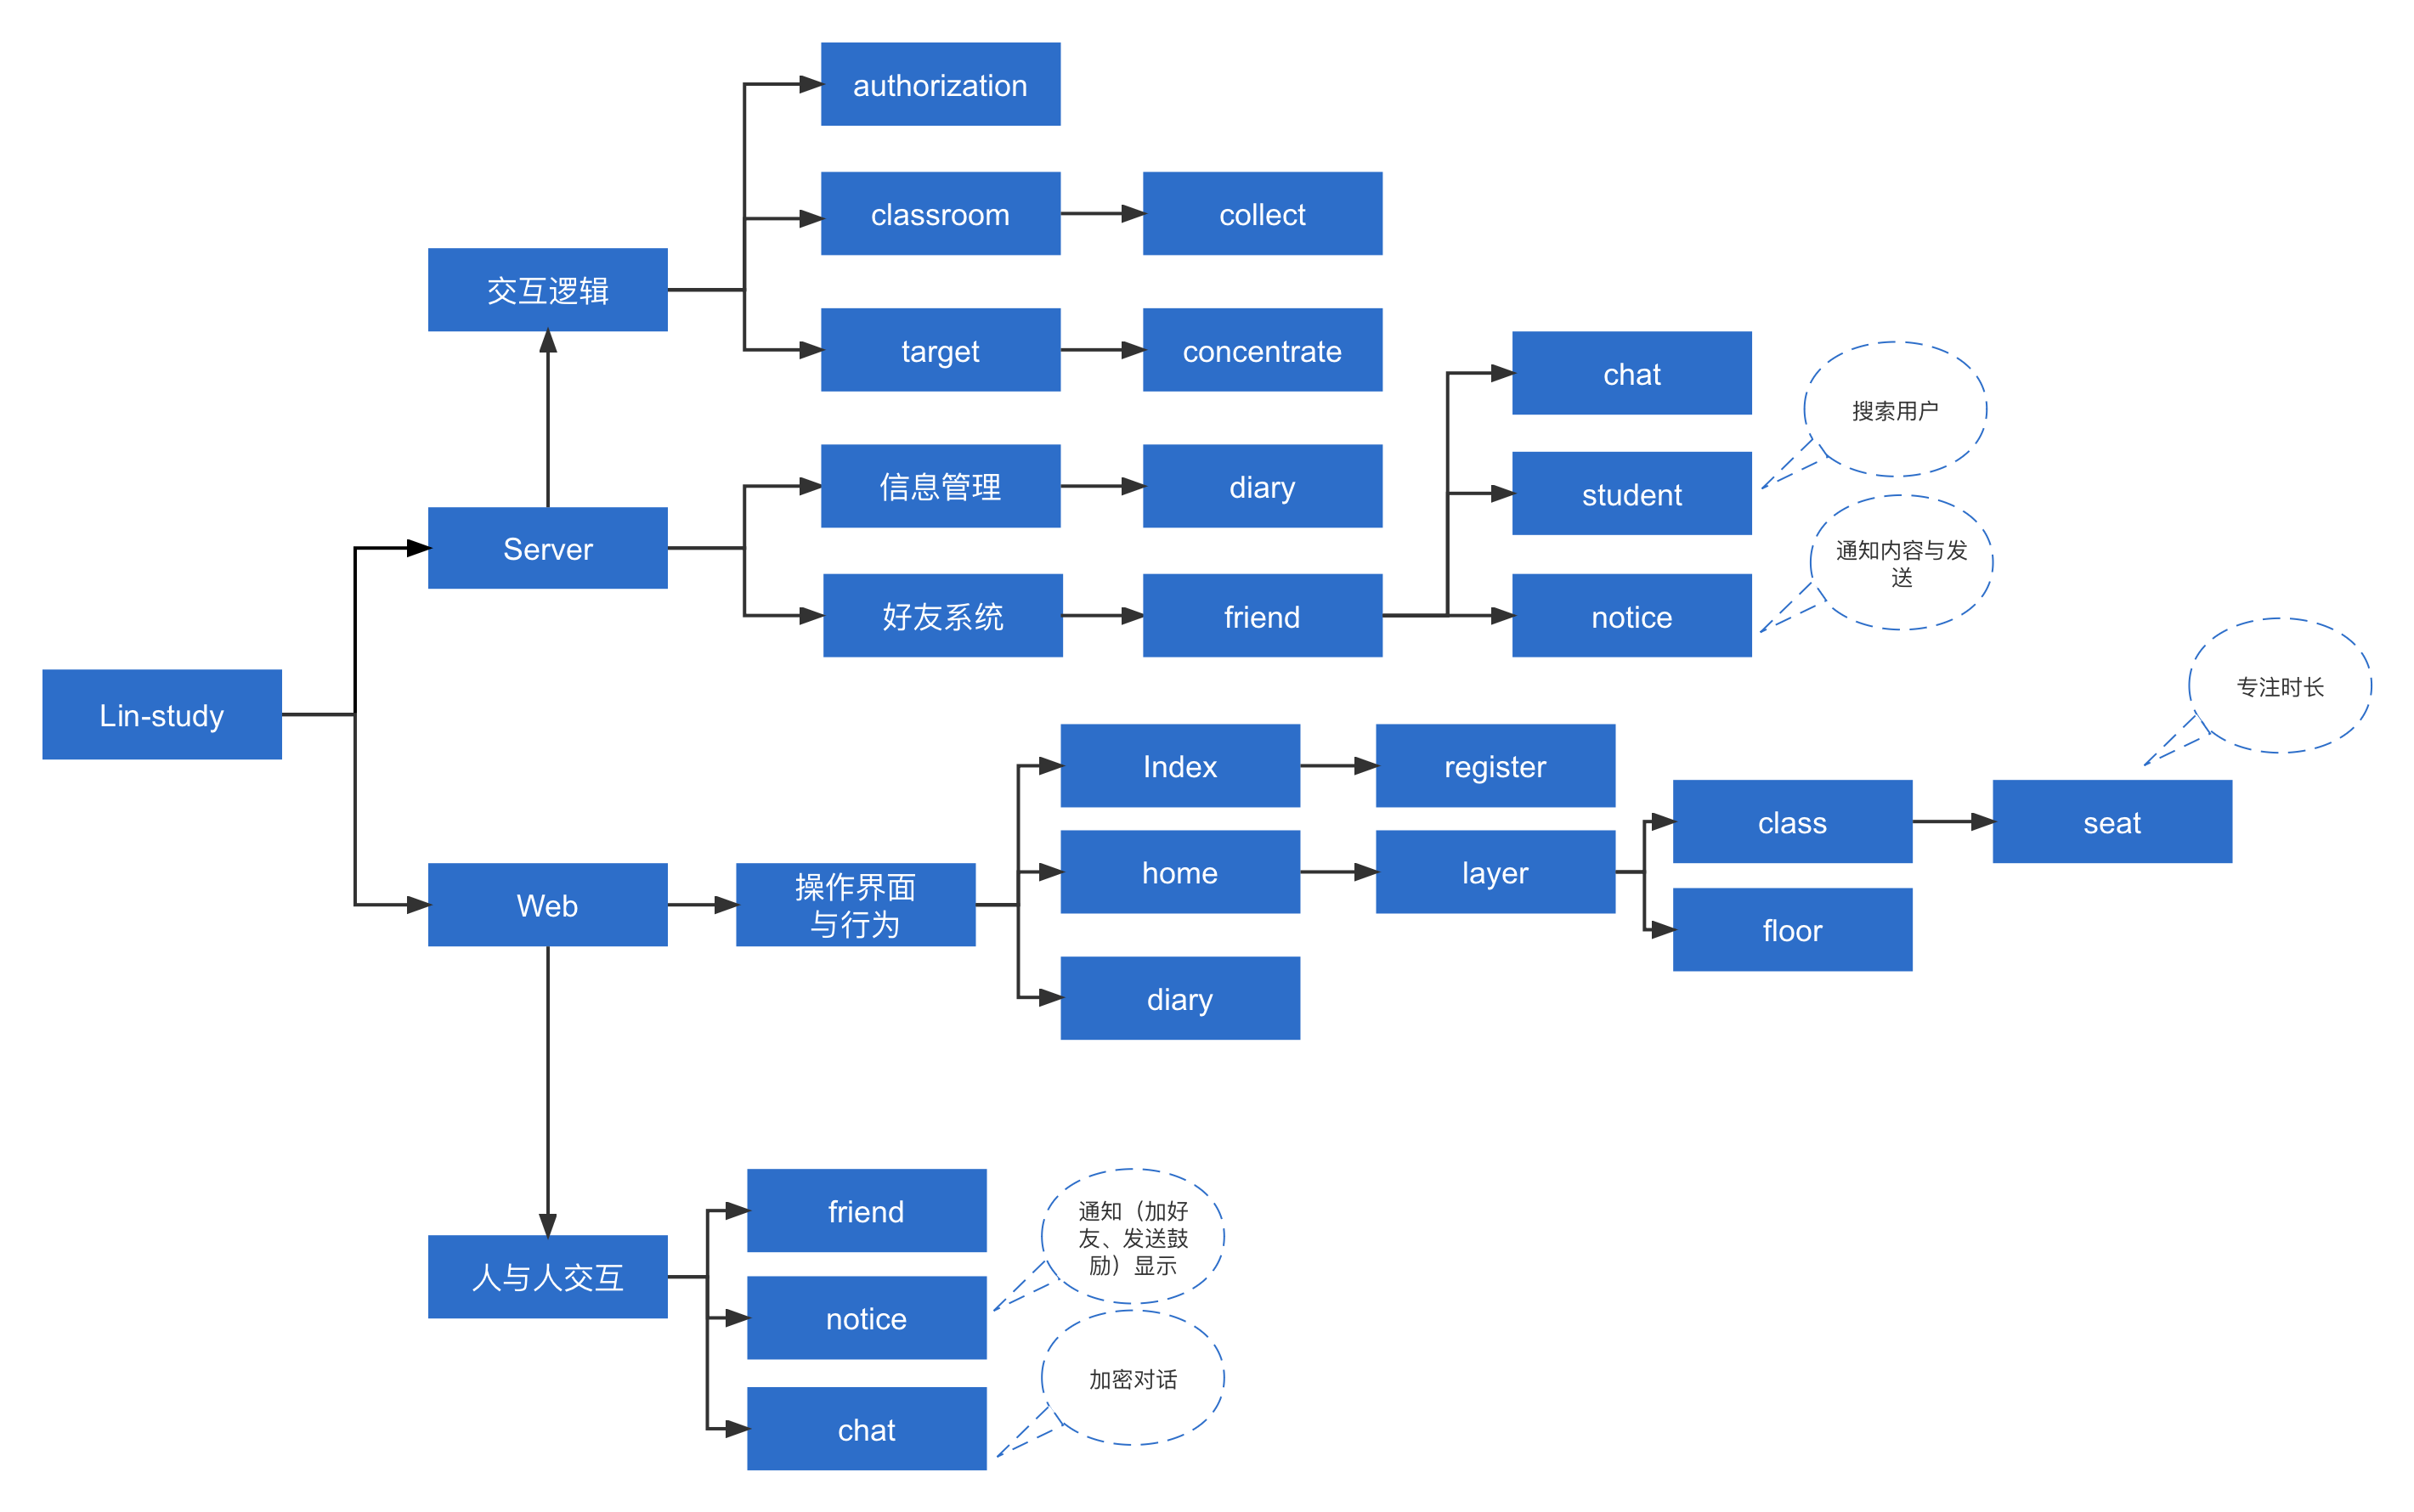 authorization
classroom
collect
交互逻辑
target
concentrate
chat
搜索用户
信息管理
diary
student
Server
通知内容与发
送
好友系统
friend
notice
Lin-study
专注时长
Index
register
class
seat
home
layer
Web
操作界面
与行为
floor
diary
friend
通知（加好
友、发送鼓
励）显示
人与人交互
notice
加密对话
chat